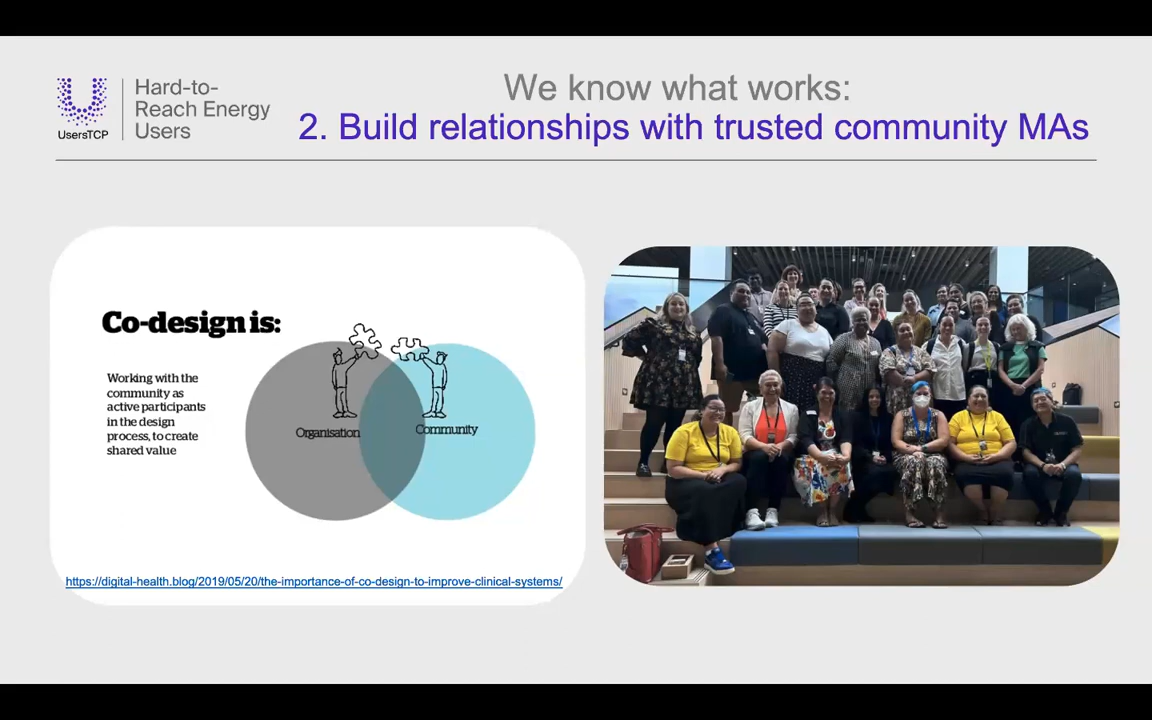 UsersTCP
Hard-to-
Reach Energy
Users
We know what works:
2. Build relationships with trusted community MAs
Co-design is:
Working with the
community as
active participants
in the design
process, to create
shared value
Organisation
Community
https://digital-health.blog/2019/05/20/the-importance-of-co-design-to-improve-clinical-systems/